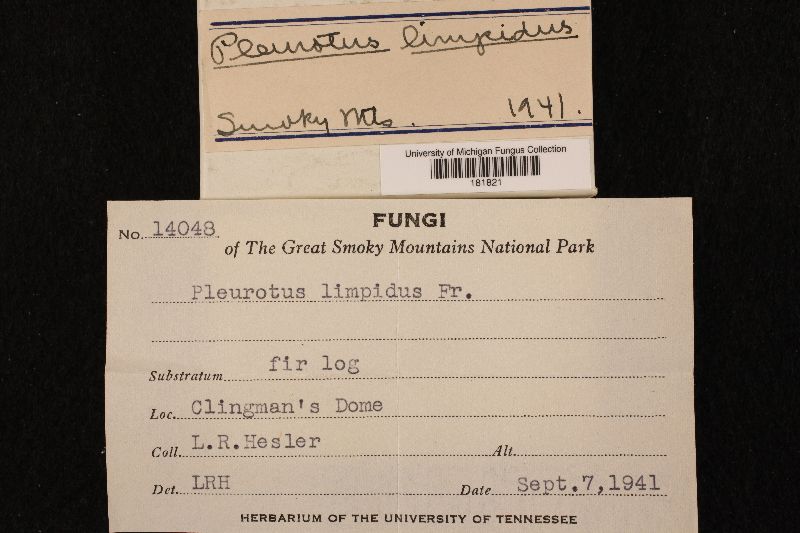 Pleurotus limpidus
Smoky Mts. 1941.
University of Michigan Fungus Collection
181821
FUNGI
No. 14048
of The Great Smoky Mountains National Park
Pleurotus limpidus Fr.
Substratum fir log
Loc. Clingman's Dome
Coll. L.R.Hesler Alt.
Det. LRH Date Sept.7,1941
HERBARIUM OF THE UNIVERSITY OF TENNESSEE